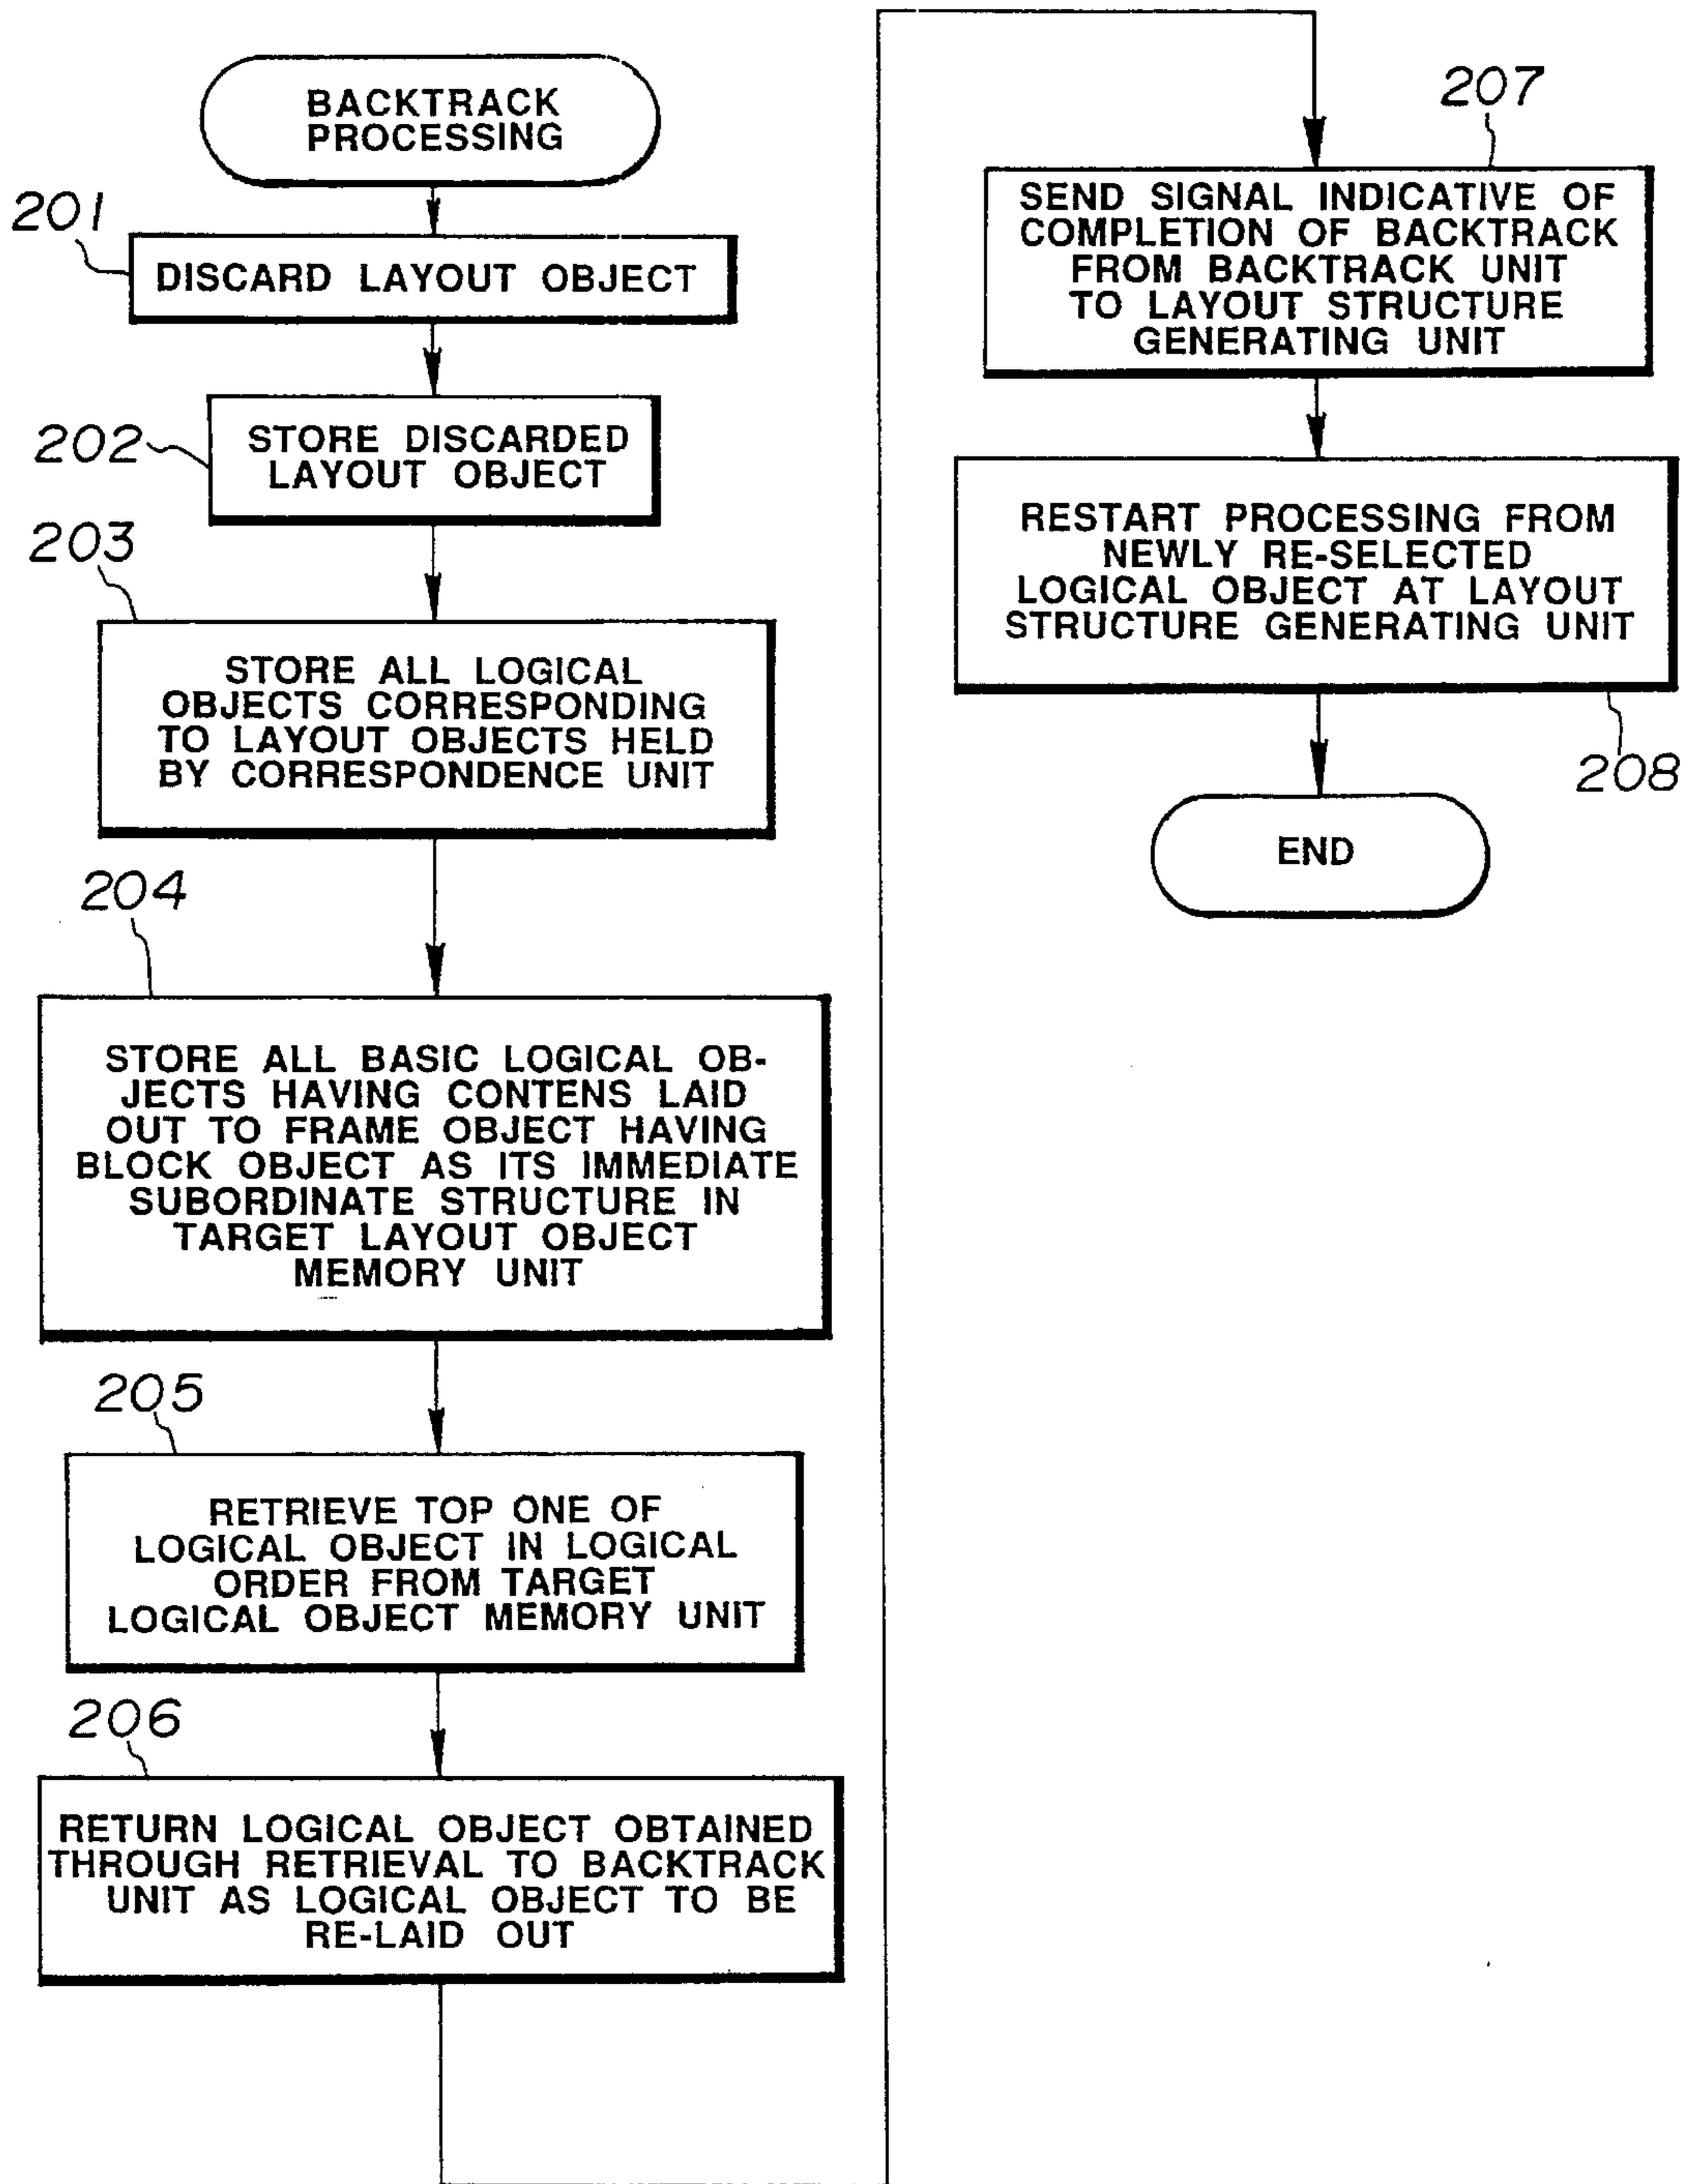 BACKTRACK
PROCESSING
201
DISCARD LAYOUT OBJECT
202
STORE DISCARDED
LAYOUT OBJECT
203
STORE ALL LOGICAL
OBJECTS CORRESPONDING
TO LAYOUT OBJECTS HELD
BY CORRESPONDENCE UNIT
204
STORE ALL BASIC LOGICAL OB-
JECTS HAVING CONTENS LAID
OUT TO FRAME OBJECT HAVING
BLOCK OBJECT AS ITS IMMEDIATE
SUBORDINATE STRUCTURE IN
TARGET LAYOUT OBJECT
MEMORY UNIT
205
RETRIEVE TOP ONE OF
LOGICAL OBJECT IN LOGICAL
ORDER FROM TARGET
LOGICAL OBJECT MEMORY UNIT
206
RETURN LOGICAL OBJECT OBTAINED
THROUGH RETRIEVAL TO BACKTRACK
UNIT AS LOGICAL OBJECT TO BE
RE-LAID OUT
207
SEND SIGNAL INDICATIVE OF
COMPLETION OF BACKTRACK
FROM BACKTRACK UNIT
TO LAYOUT STRUCTURE
GENERATING UNIT
RESTART PROCESSING FROM
NEWLY RE-SELECTED
LOGICAL OBJECT AT LAYOUT
STRUCTURE GENERATING UNIT
208
END